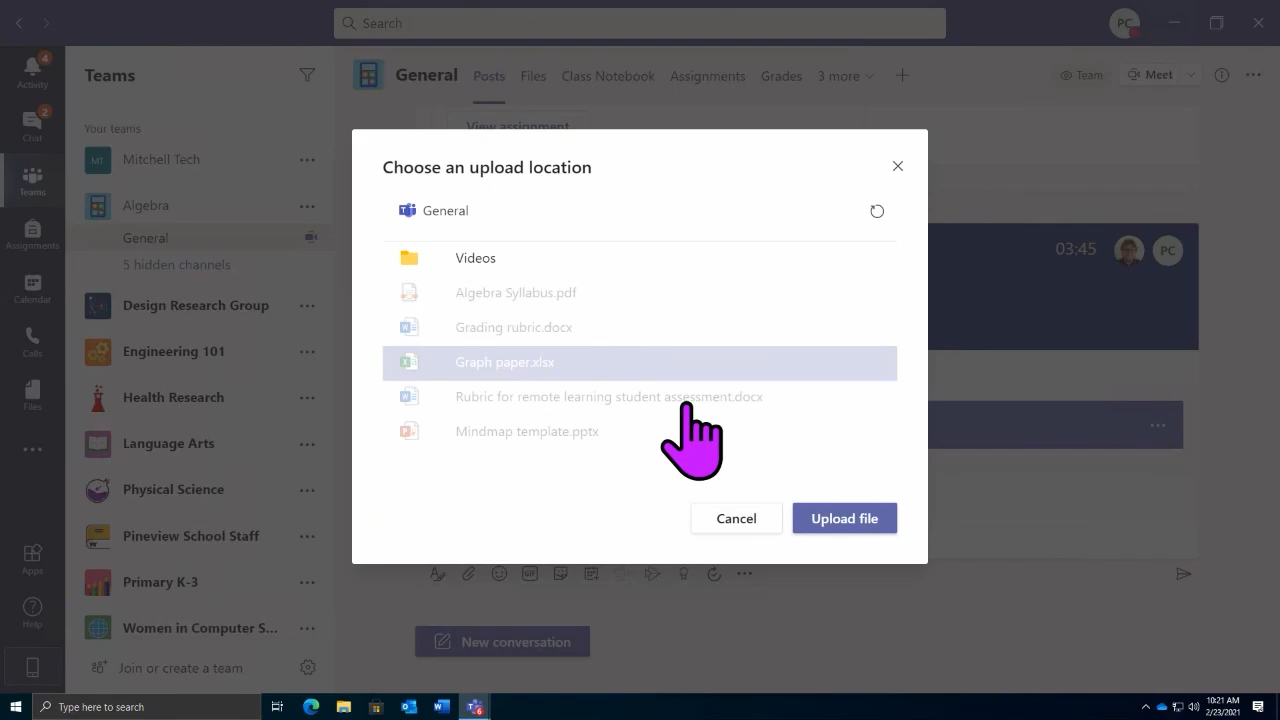 Search
PC
4
Activity
2
Chat
Teams
Assignments
Calendar
Calls
Files
Apps
Help
Teams
Your teams
MT
Mitchell Tech
Algebra
General
5 hidden channels
Design Research Group
Engineering 101
Health Research
Language Arts
Physical Science
Pineview School Staff
Primary K-3
Women in Computer S...
Join or create a team
General
Posts
Files
Class Notebook
Assignments
Grades
3 more
Team
Meet
View assignment
03:45
PC
Choose an upload location
General
Videos
Algebra Syllabus.pdf
Grading rubric.docx
Graph paper.xlsx
Rubric for remote learning student assessment.docx
Mindmap template.pptx
Cancel
Upload file
GIF
New conversation
Type here to search
10:21 AM
2/23/2021